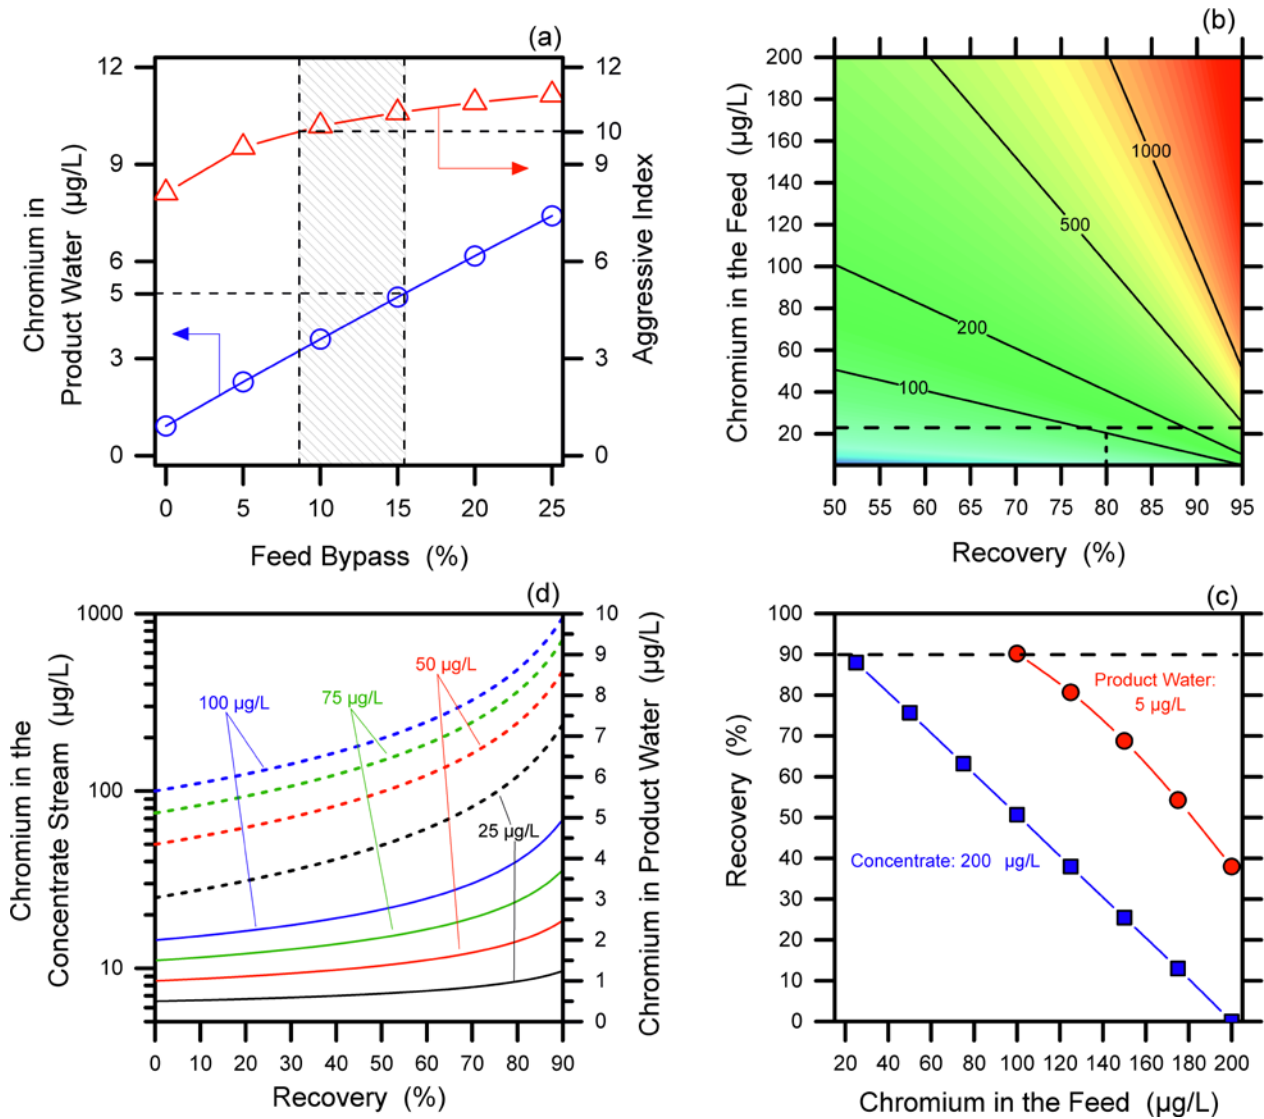 (a)
12
9
6
5
3
0
Chromium in
Product Water (µg/L)
12
10
9
6
3
0
Aggressive Index
0 5 10 15 20 25
Feed Bypass (%)
(b)
200
180
160
140
120
100
80
60
40
20
Chromium in the Feed (µg/L)
1000
500
200
100
50 55 60 65 70 75 80 85 90 95
Recovery (%)
(d)
1000
100
10
Chromium in the
Concentrate Stream (µg/L)
100 µg/L
75 µg/L
50 µg/L
25 µg/L
10
9
8
7
6
5
4
3
2
1
0
Chromium in Product Water (µg/L)
0 10 20 30 40 50 60 70 80 90
Recovery (%)
(c)
100
90
80
70
60
50
40
30
20
10
0
Recovery (%)
Product Water:
5 µg/L
Concentrate: 200 µg/L
20 40 60 80 100 120 140 160 180 200
Chromium in the Feed (µg/L)